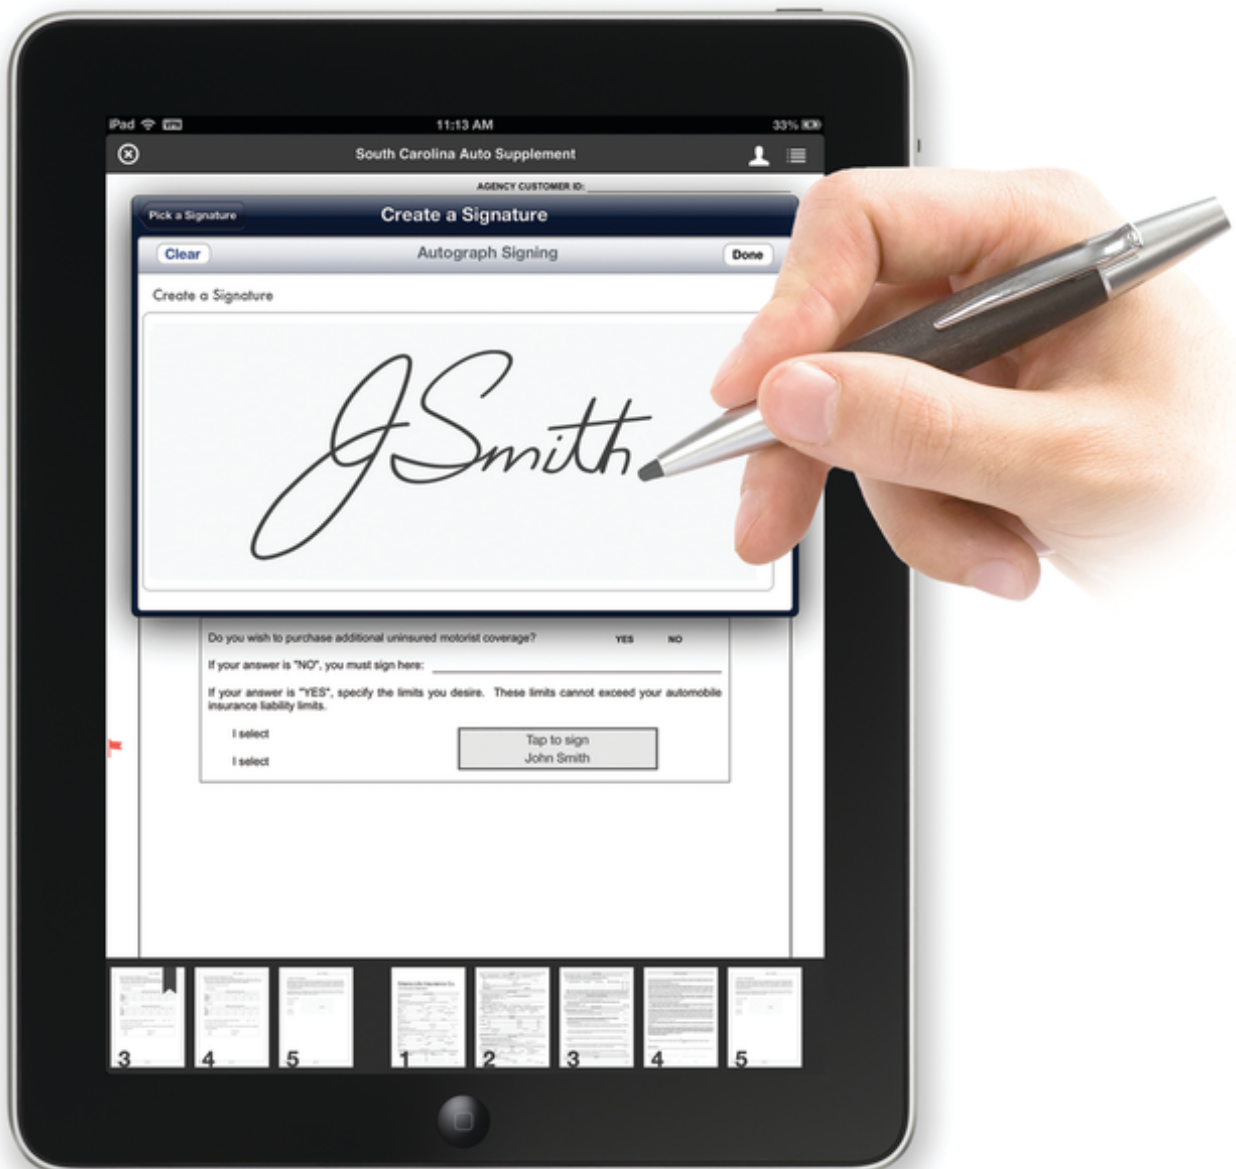 iPad 11:13 AM 33%
South Carolina Auto Supplement
AGENCY CUSTOMER ID:
Pick a Signature Create a Signature
Clear Autograph Signing Done
Create a Signature
J Smith
Do you wish to purchase additional uninsured motorist coverage? YES NO
If your answer is "NO", you must sign here:
If your answer is "YES", specify the limits you desire. These limits cannot exceed your automobile
insurance liability limits.
I select
Tap to sign
John Smith
I select
3 4 5 1 2 3 4 5